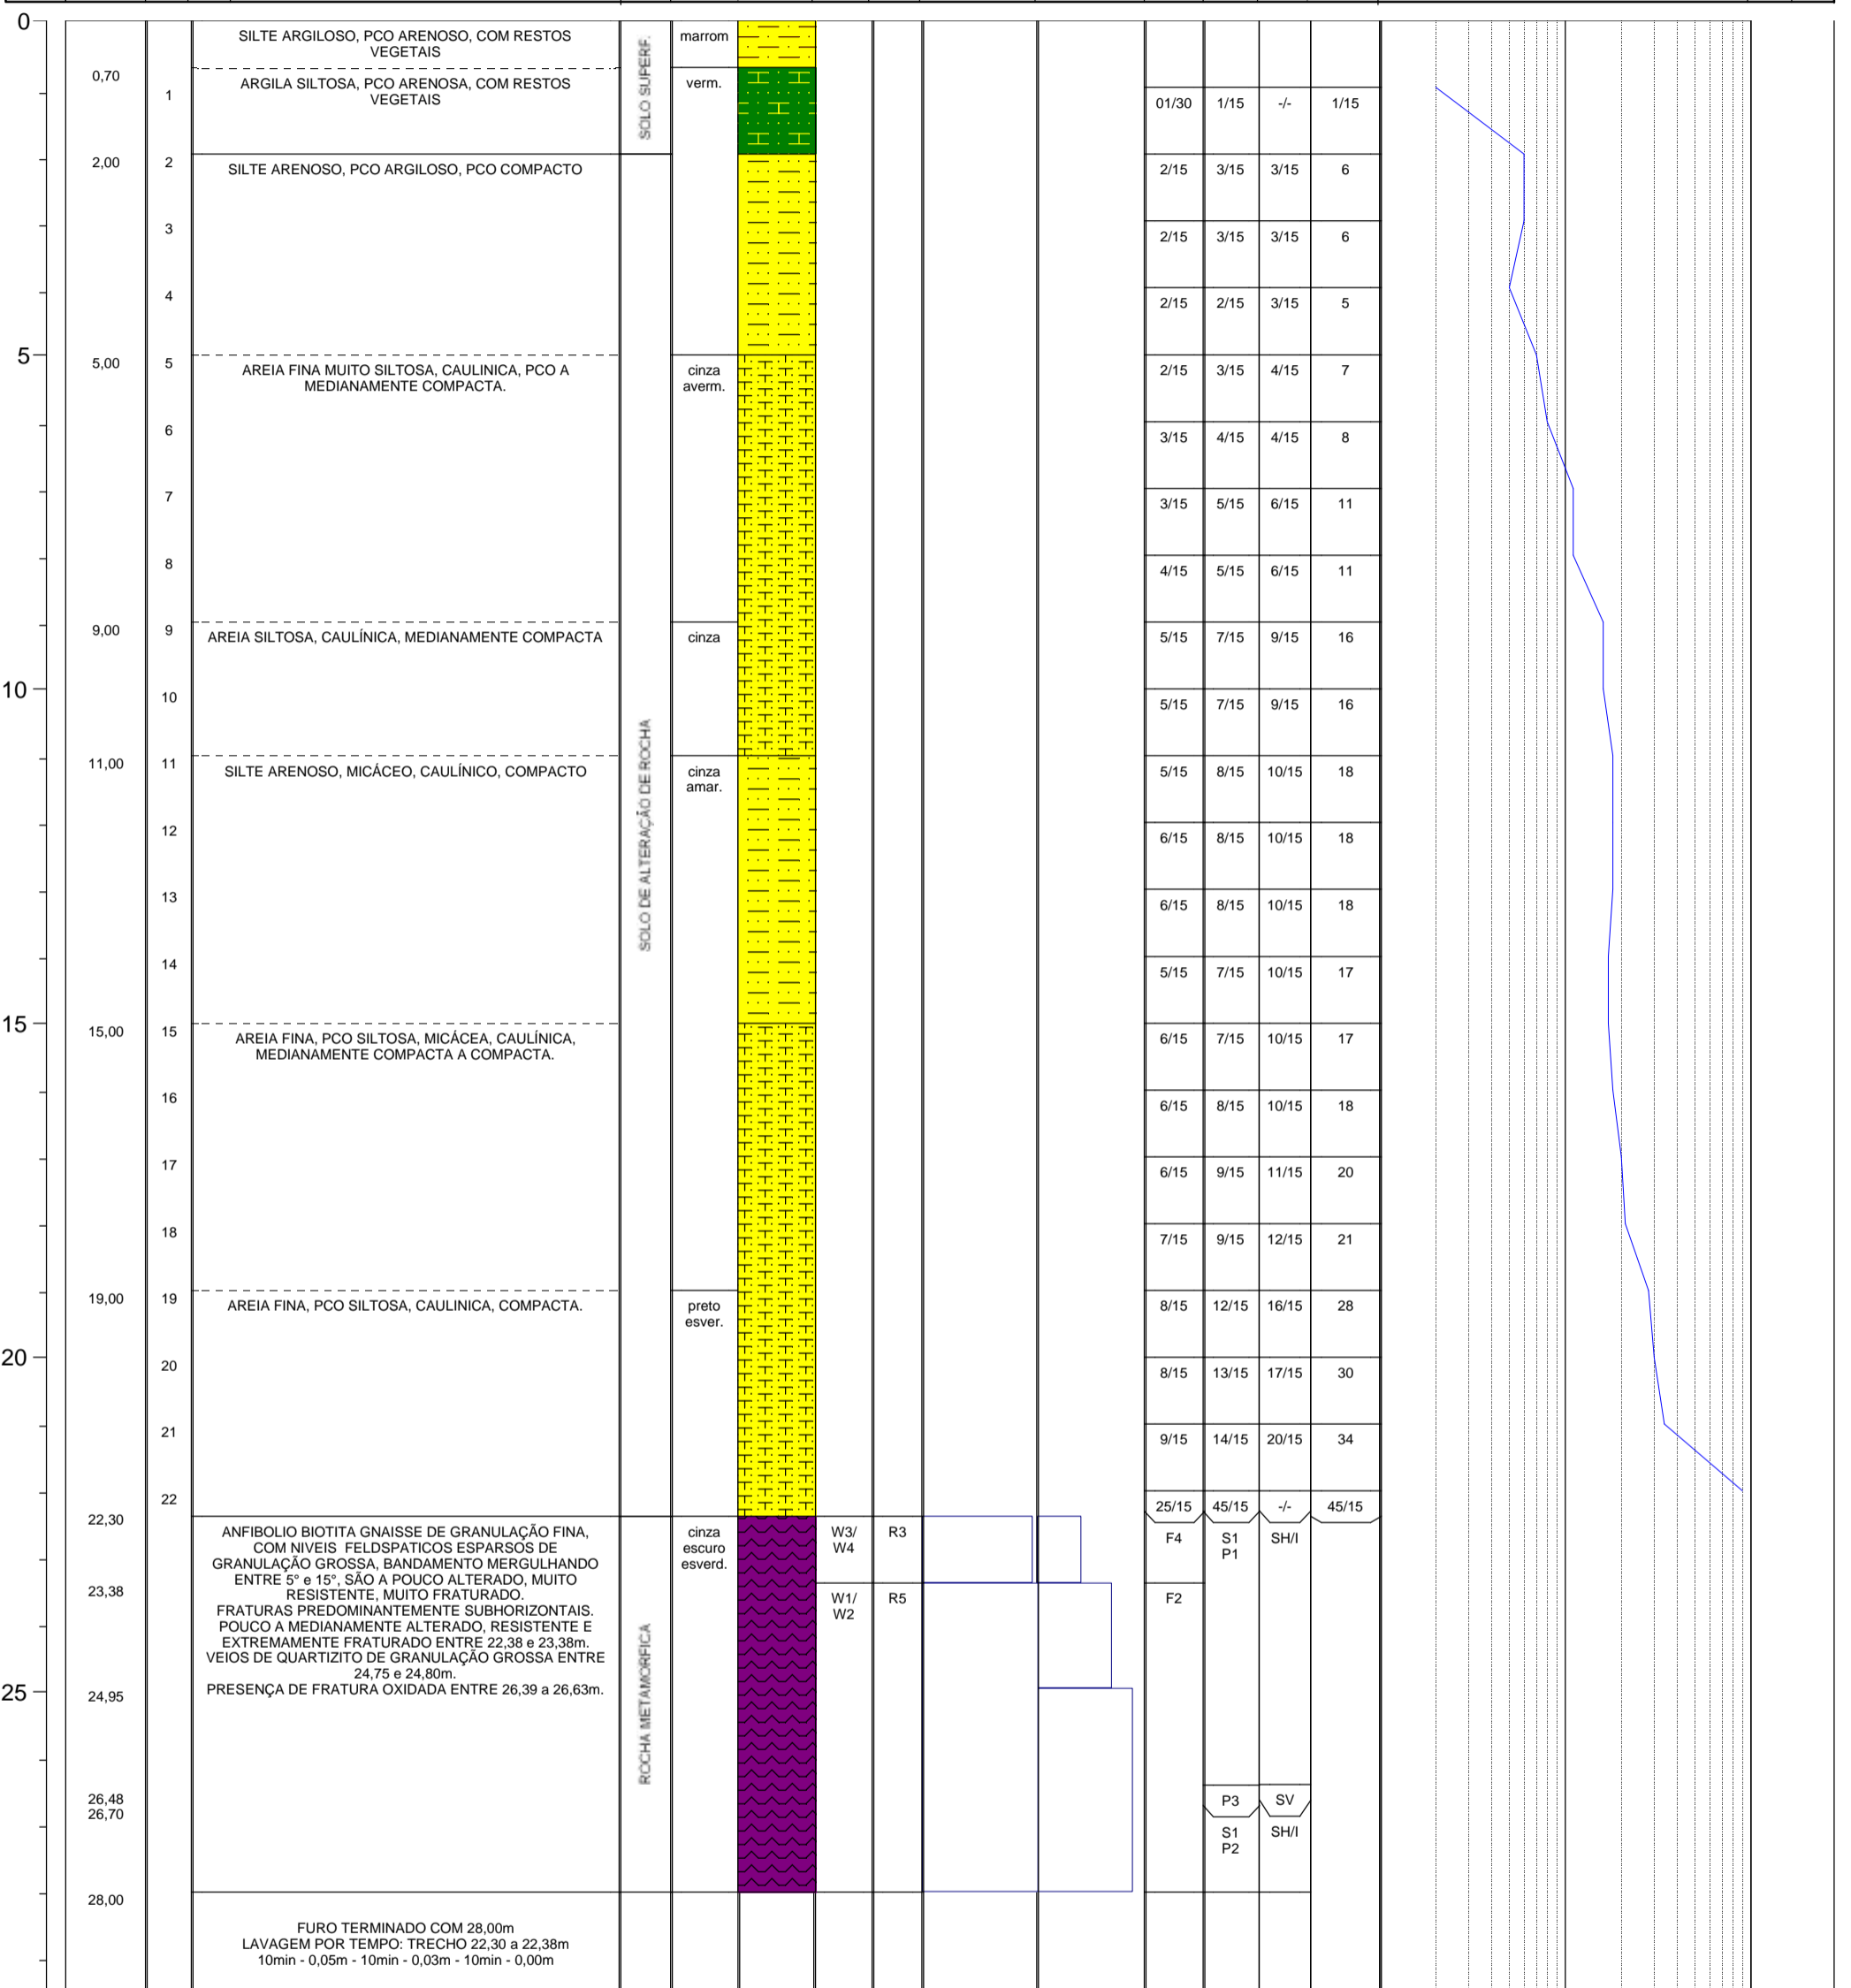 0
SILTE ARGILOSO, PCO ARENOSO, COM RESTOS
VEGETAIS
SOLO SUPERF.
marrom
0,70
ARGILA SILTOSA, PCO ARENOSA, COM RESTOS
VEGETAIS
verm.
1
01/30 1/15 -/- 1/15
2,00 2 SILTE ARENOSO, PCO ARGILOSO, PCO COMPACTO 2/15 3/15 3/15 6
3 2/15 3/15 3/15 6
4 2/15 2/15 3/15 5
5
5,00 5 AREIA FINA MUITO SILTOSA, CAULINICA, PCO A cinza 2/15 3/15 4/15 7
MEDIANAMENTE COMPACTA. averm.
6 3/15 4/15 4/15 8
7 3/15 5/15 6/15 11
8 4/15 5/15 6/15 11
9,00 9 AREIA SILTOSA, CAULÍNICA, MEDIANAMENTE COMPACTA cinza 5/15 7/15 9/15 16
10
10 5/15 7/15 9/15 16
SOLO DE ALTERAÇÃO DE ROCHA
11,00 11 SILTE ARENOSO, MICÁCEO, CAULÍNICO, COMPACTO cinza 5/15 8/15 10/15 18
amar.
12 6/15 8/15 10/15 18
13 6/15 8/15 10/15 18
14 5/15 7/15 10/15 17
15
15,00 15 AREIA FINA, PCO SILTOSA, MICÁCEA, CAULÍNICA, 6/15 7/15 10/15 17
MEDIANAMENTE COMPACTA A COMPACTA.
16 6/15 8/15 10/15 18
17 6/15 9/15 11/15 20
18 7/15 9/15 12/15 21
19,00 19 AREIA FINA, PCO SILTOSA, CAULINICA, COMPACTA. preto 8/15 12/15 16/15 28
esver.
20
20 8/15 13/15 17/15 30
21 9/15 14/15 20/15 34
22 25/15 45/15 -/- 45/15
22,30
ANFIBOLIO BIOTITA GNAISSE DE GRANULAÇÃO FINA, cinza W3/ R3 F4 S1 SH/I
COM NIVEIS FELDSPATICOS ESPARSOS DE escuro W4 P1
GRANULAÇÃO GROSSA, BANDAMENTO MERGULHANDO esverd.
ENTRE 5° e 15°, SÃO A POUCO ALTERADO, MUITO
23,38 RESISTENTE, MUITO FRATURADO. W1/ R5 F2
FRATURAS PREDOMINANTEMENTE SUBHORIZONTAIS. W2
POUCO A MEDIANAMENTE ALTERADO, RESISTENTE E
EXTREMAMENTE FRATURADO ENTRE 22,38 e 23,38m.
VEIOS DE QUARTIZITO DE GRANULAÇÃO GROSSA ENTRE
24,75 e 24,80m.
PRESENÇA DE FRATURA OXIDADA ENTRE 26,39 a 26,63m.
ROCHA METAMORFICA
25
24,95
26,48 P3 SV
26,70
S1 SH/I
P2
28,00
FURO TERMINADO COM 28,00m
LAVAGEM POR TEMPO: TRECHO 22,30 a 22,38m
10min - 0,05m - 10min - 0,03m - 10min - 0,00m